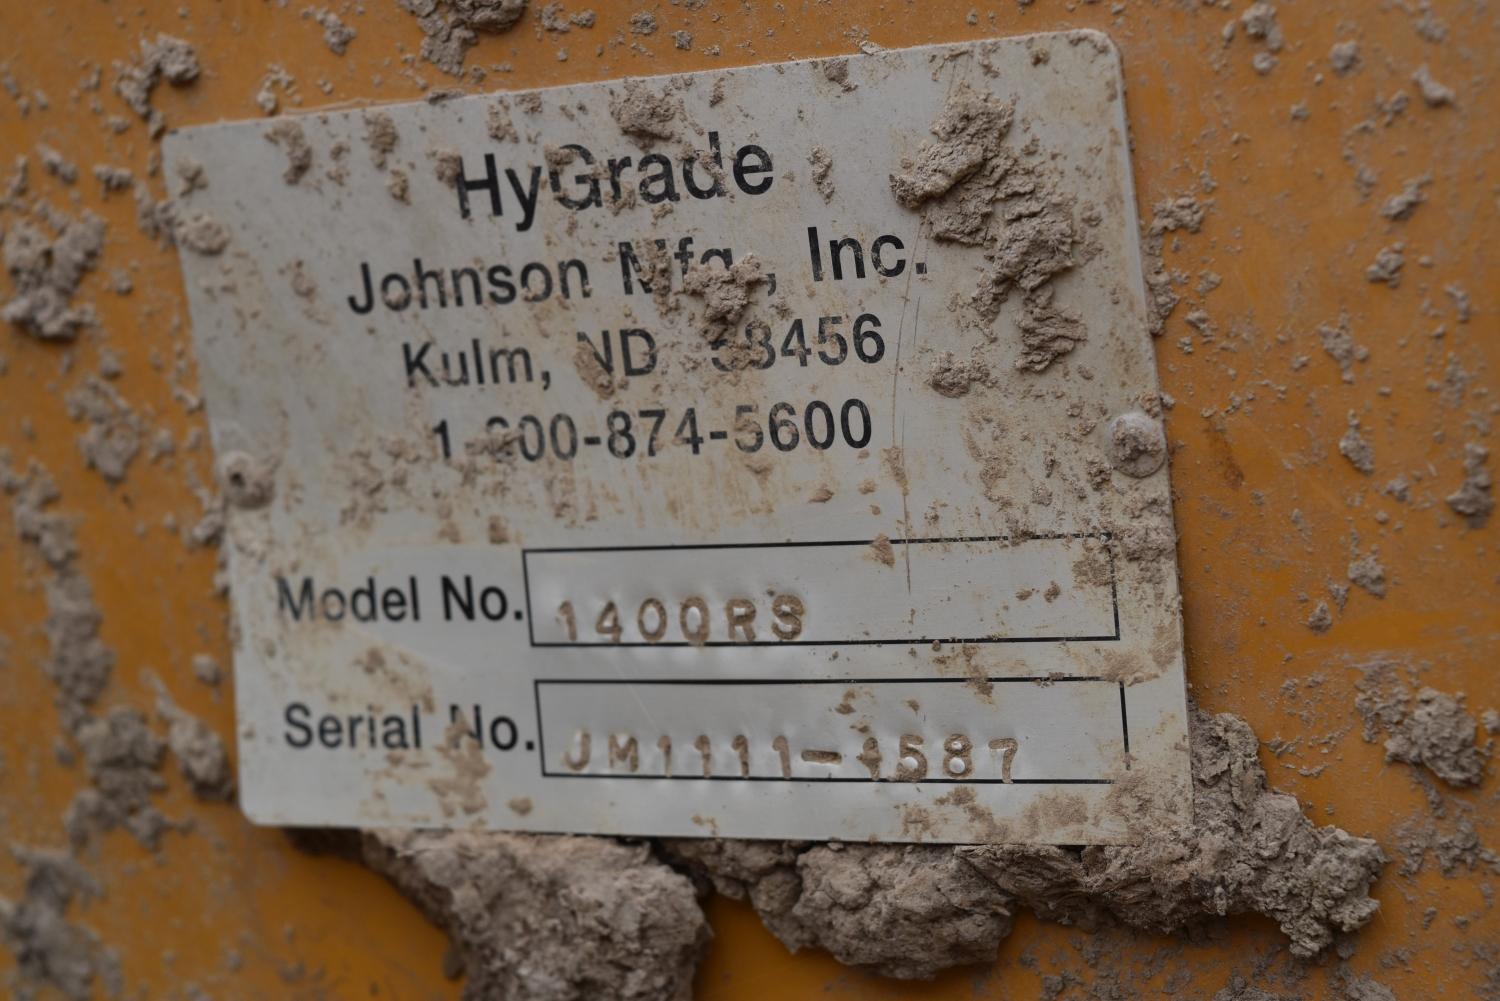 HyGrade
Johnson Mfg., Inc.
Kulm, ND 58456
1-800-874-5600
Model No. 1400RS
Serial No. JM1111-1587